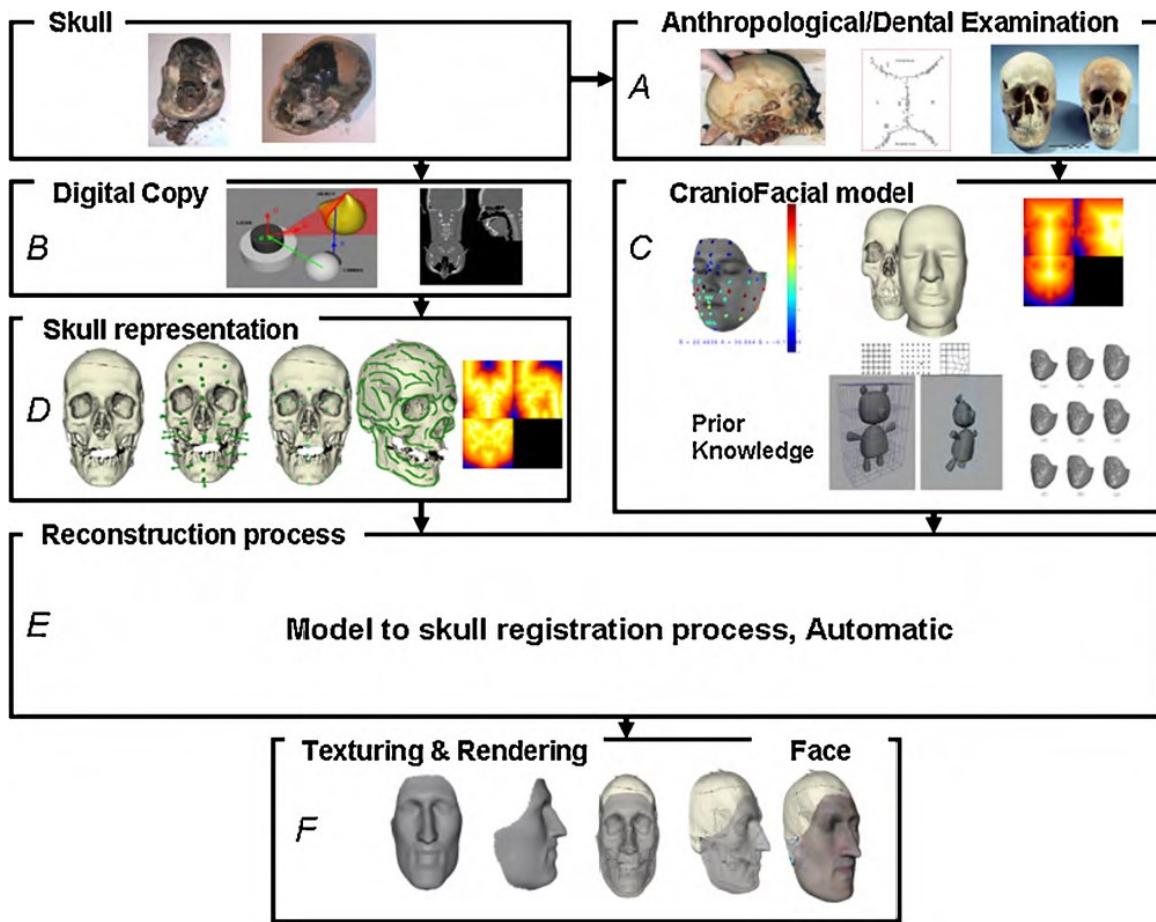 Skull
Anthropological/Dental Examination
A
Digital Copy
B
CranioFacial model
C
Prior
Knowledge
Skull representation
D
Reconstruction process
E
Model to skull registration process, Automatic
Texturing & Rendering
Face
F